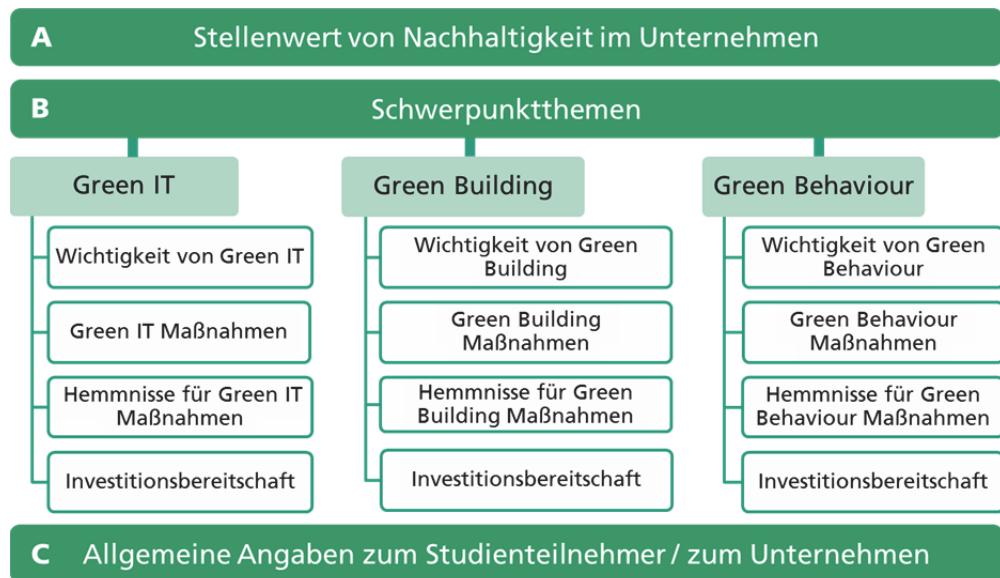 A Stellenwert von Nachhaltigkeit im Unternehmen
B Schwerpunktthemen
Green IT
Wichtigkeit von Green IT
Green IT Maßnahmen
Hemmnisse für Green IT
Maßnahmen
Investitionsbereitschaft
Green Building
Wichtigkeit von Green
Building
Green Building
Maßnahmen
Hemmnisse für Green
Building Maßnahmen
Investitionsbereitschaft
Green Behaviour
Wichtigkeit von Green
Behaviour
Green Behaviour
Maßnahmen
Hemmnisse für Green
Behaviour Maßnahmen
Investitionsbereitschaft
C Allgemeine Angaben zum Studienteilnehmer / zum Unternehmen